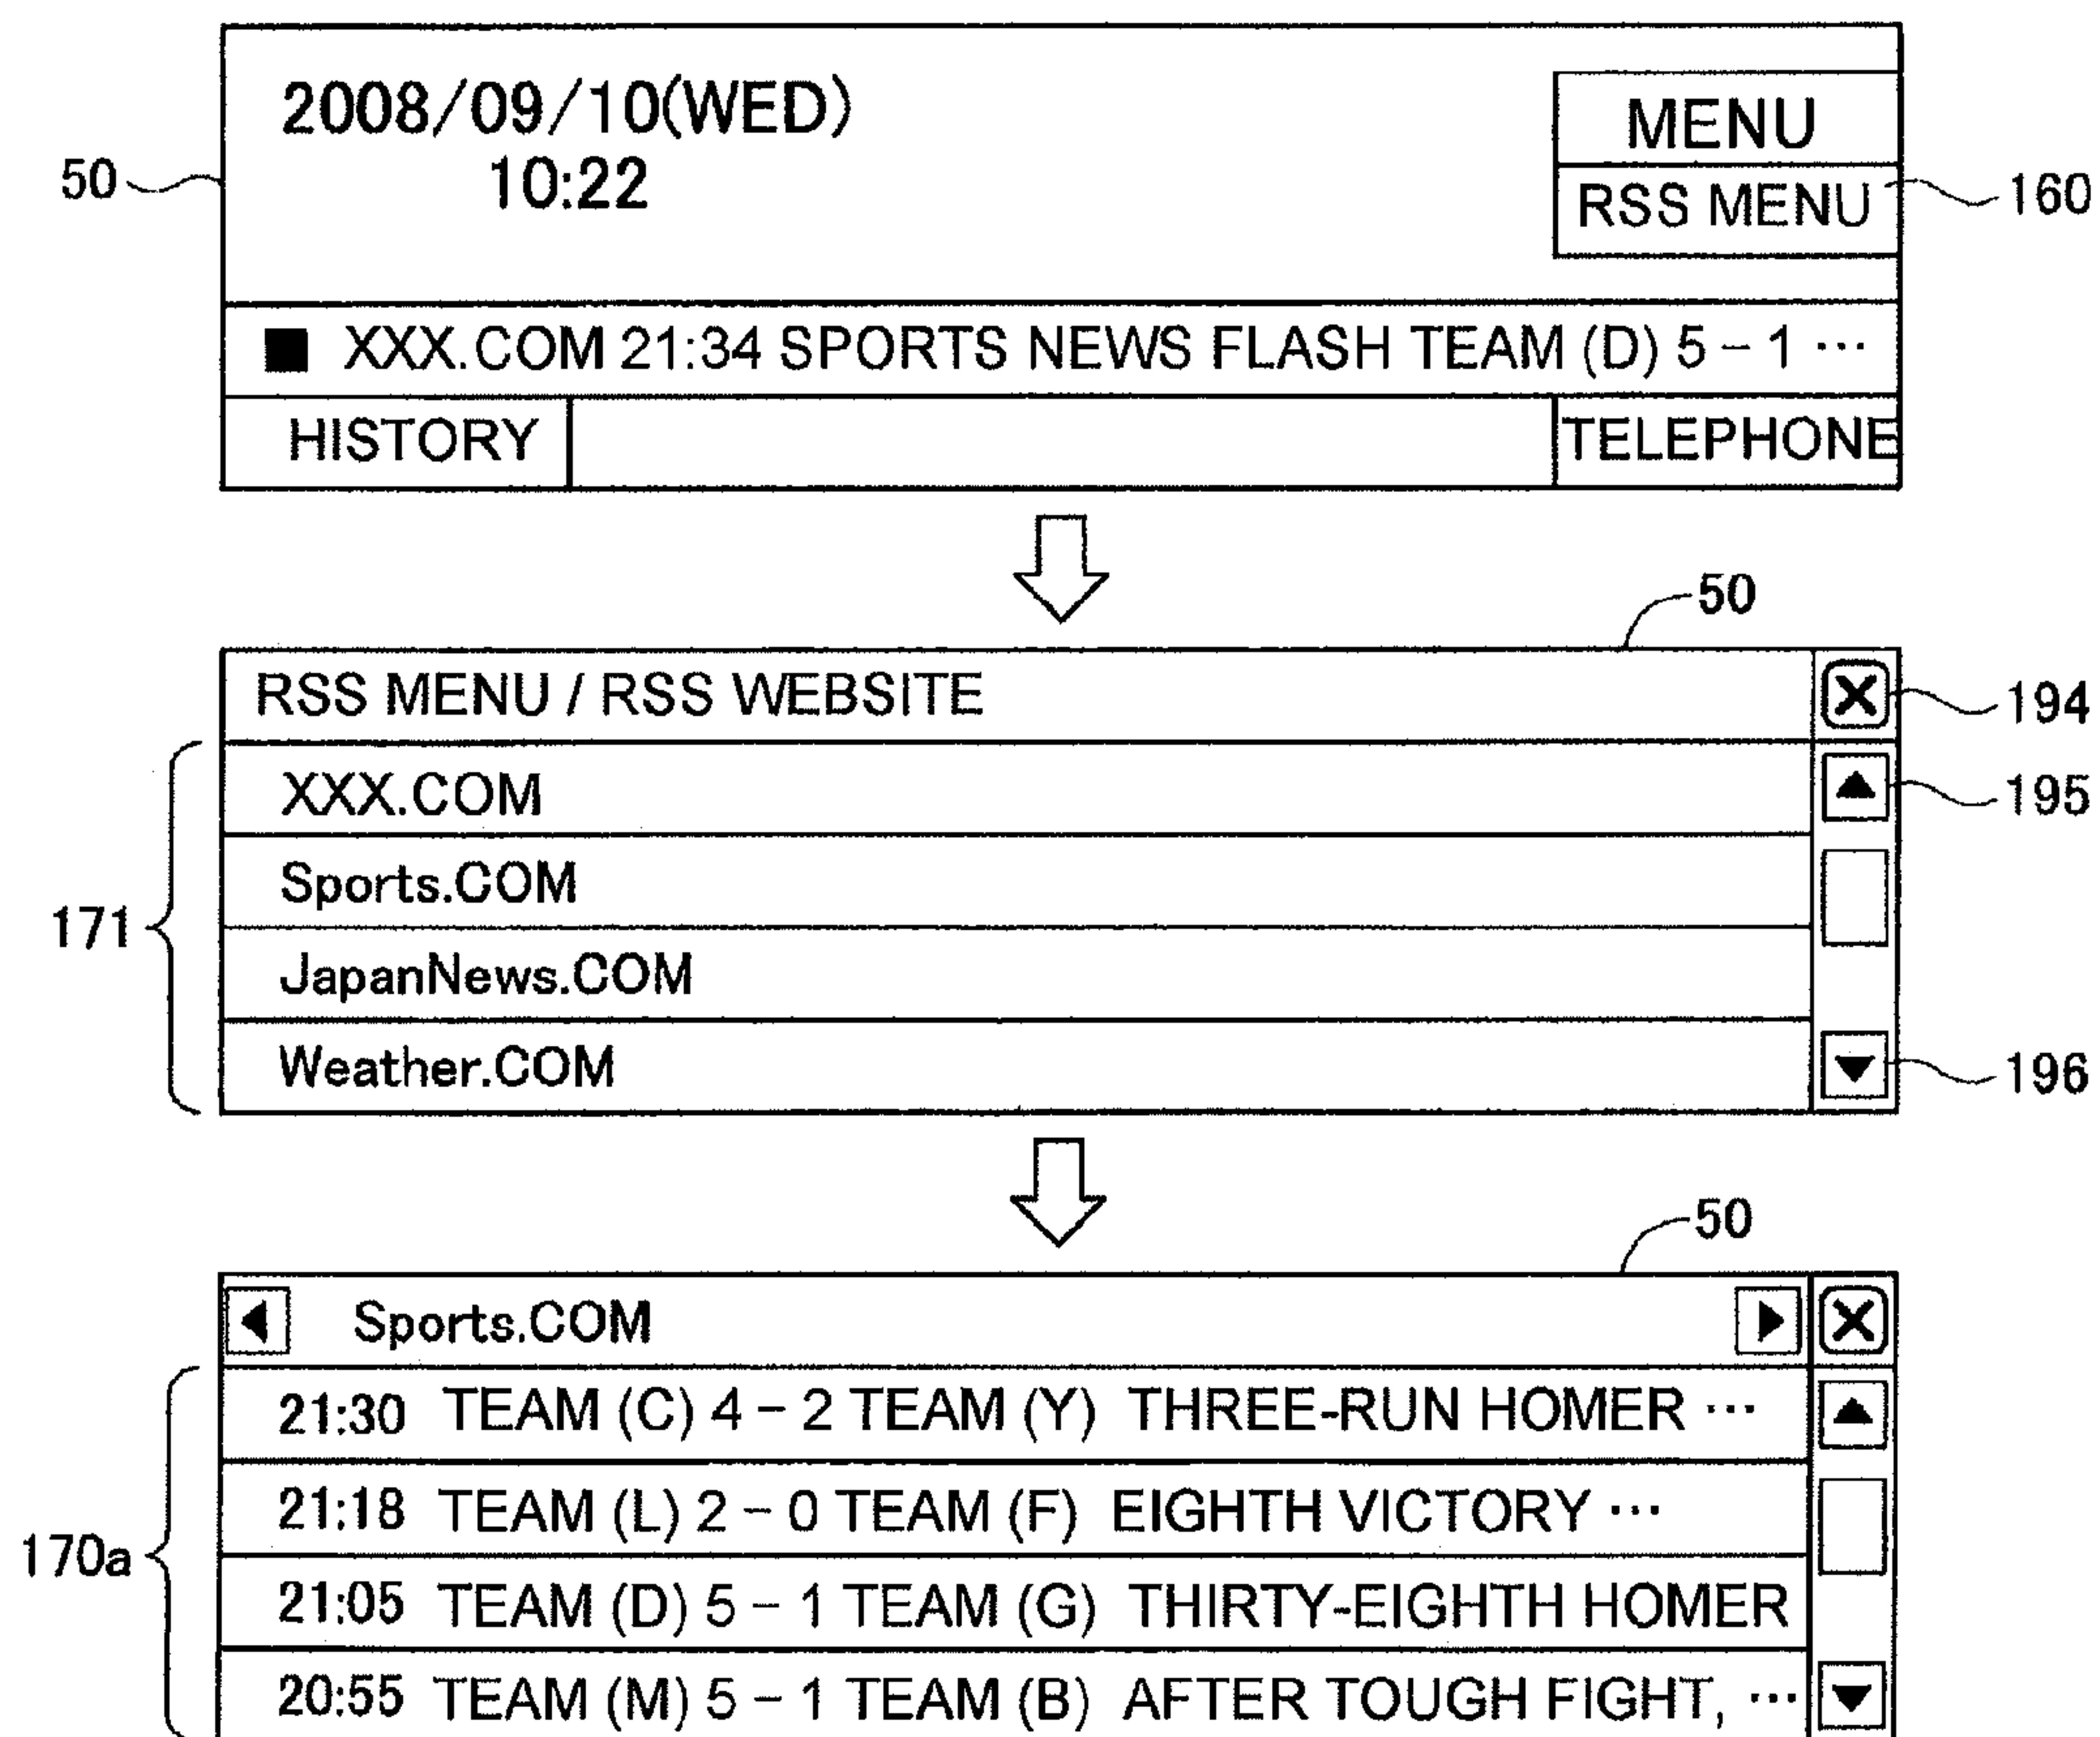 2008/09/10(WED)
10:22
MENU
50
RSS MENU
160
■ XXX.COM 21:34 SPORTS NEWS FLASH TEAM (D) 5 – 1 …
HISTORY
TELEPHONE
50
RSS MENU / RSS WEBSITE
194
XXX.COM
195
Sports.COM
171
JapanNews.COM
Weather.COM
196
50
Sports.COM
21:30 TEAM (C) 4 – 2 TEAM (Y) THREE-RUN HOMER …
21:18 TEAM (L) 2 – 0 TEAM (F) EIGHTH VICTORY …
170a
21:05 TEAM (D) 5 – 1 TEAM (G) THIRTY-EIGHTH HOMER
20:55 TEAM (M) 5 – 1 TEAM (B) AFTER TOUGH FIGHT, …